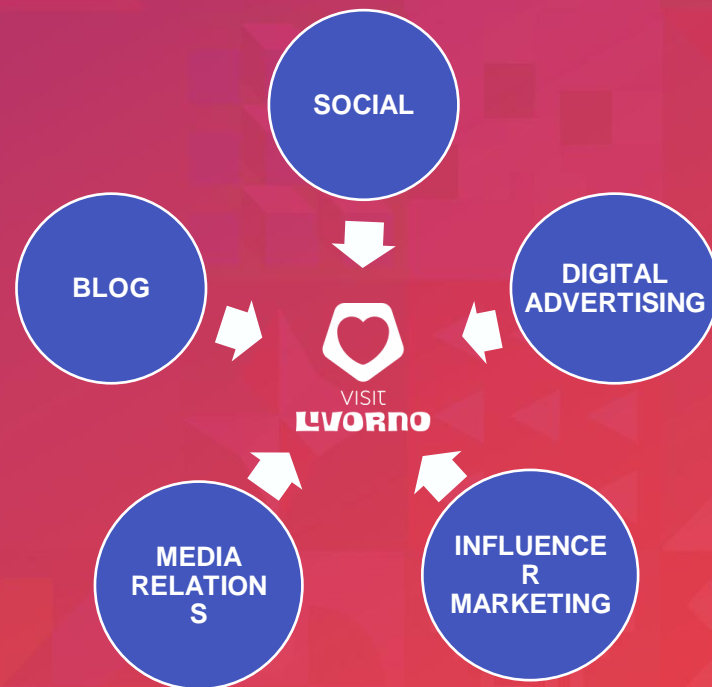 SOCIAL
BLOG
DIGITAL
ADVERTISING
VISIT
LIVORNO
MEDIA
RELATION
S
INFLUENCE
R
MARKETING